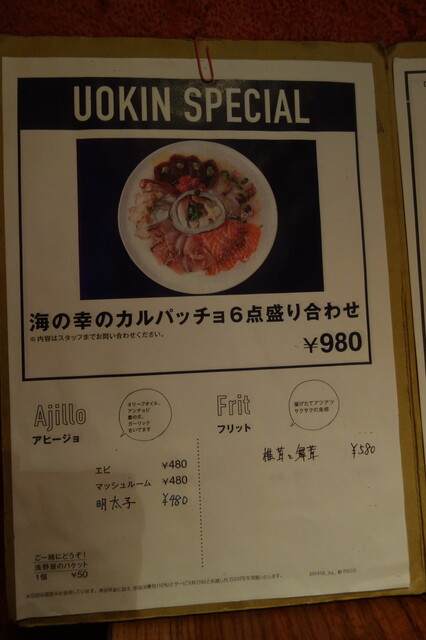 UOKIN SPECIAL
海の幸のカルパッチョ6点盛り合わせ
※内容はスタッフまでお問い合わせください。
¥980
Ajillo
アヒージョ
オリーブオイル、
アンチョビ
鷹の爪、
ガーリック
きいてます
エビ ¥480
マッシュルーム ¥480
明太子 ¥480
ご一緒にどうぞ!
浅野屋のバケット
1個 ¥50
Frit
フリット
揚げたてアツアツ
サクサクの食感
椎茸と舞茸 ¥580